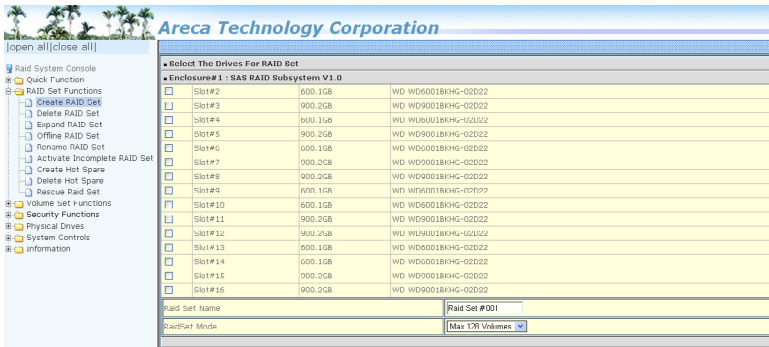 Areca Technology Corporation
|open all|close all|
Raid System Console
Quick Function
RAID Set Functions
Create RAID Set
Delete RAID Set
Expand RAID Set
Offline RAID Set
Rename RAID Set
Activate Incomplete RAID Set
Create Hot Spare
Delete Hot Spare
Rescue Raid Set
Volume Set Functions
Security Functions
Physical Drives
System Controls
Information
Select The Drives For RAID Set
Enclosure#1 : SAS RAID Subsystem V1.0
Slot#2 600.1GB WD WD6001BKHG-02D22
Slot#3 900.2GB WD WD9001BKHG-02D22
Slot#4 600.1GB WD WD6001BKHG-02D22
Slot#5 900.2GB WD WD9001BKHG-02D22
Slot#6 600.1GB WD WD6001BKHG-02D22
Slot#7 900.2GB WD WD9001BKHG-02D22
Slot#8 900.2GB WD WD9001BKHG-02D22
Slot#9 600.1GB WD WD6001BKHG-02D22
Slot#10 600.1GB WD WD6001BKHG-02D22
Slot#11 900.2GB WD WD9001BKHG-02D22
Slot#12 900.2GB WD WD9001BKHG-02D22
Slot#13 600.1GB WD WD6001BKHG-02D22
Slot#14 600.1GB WD WD6001BKHG-02D22
Slot#15 900.2GB WD WD9001BKHG-02D22
Slot#16 900.2GB WD WD9001BKHG-02D22
Raid Set Name Raid Set #001
RaidSet Mode Max 128 Volumes